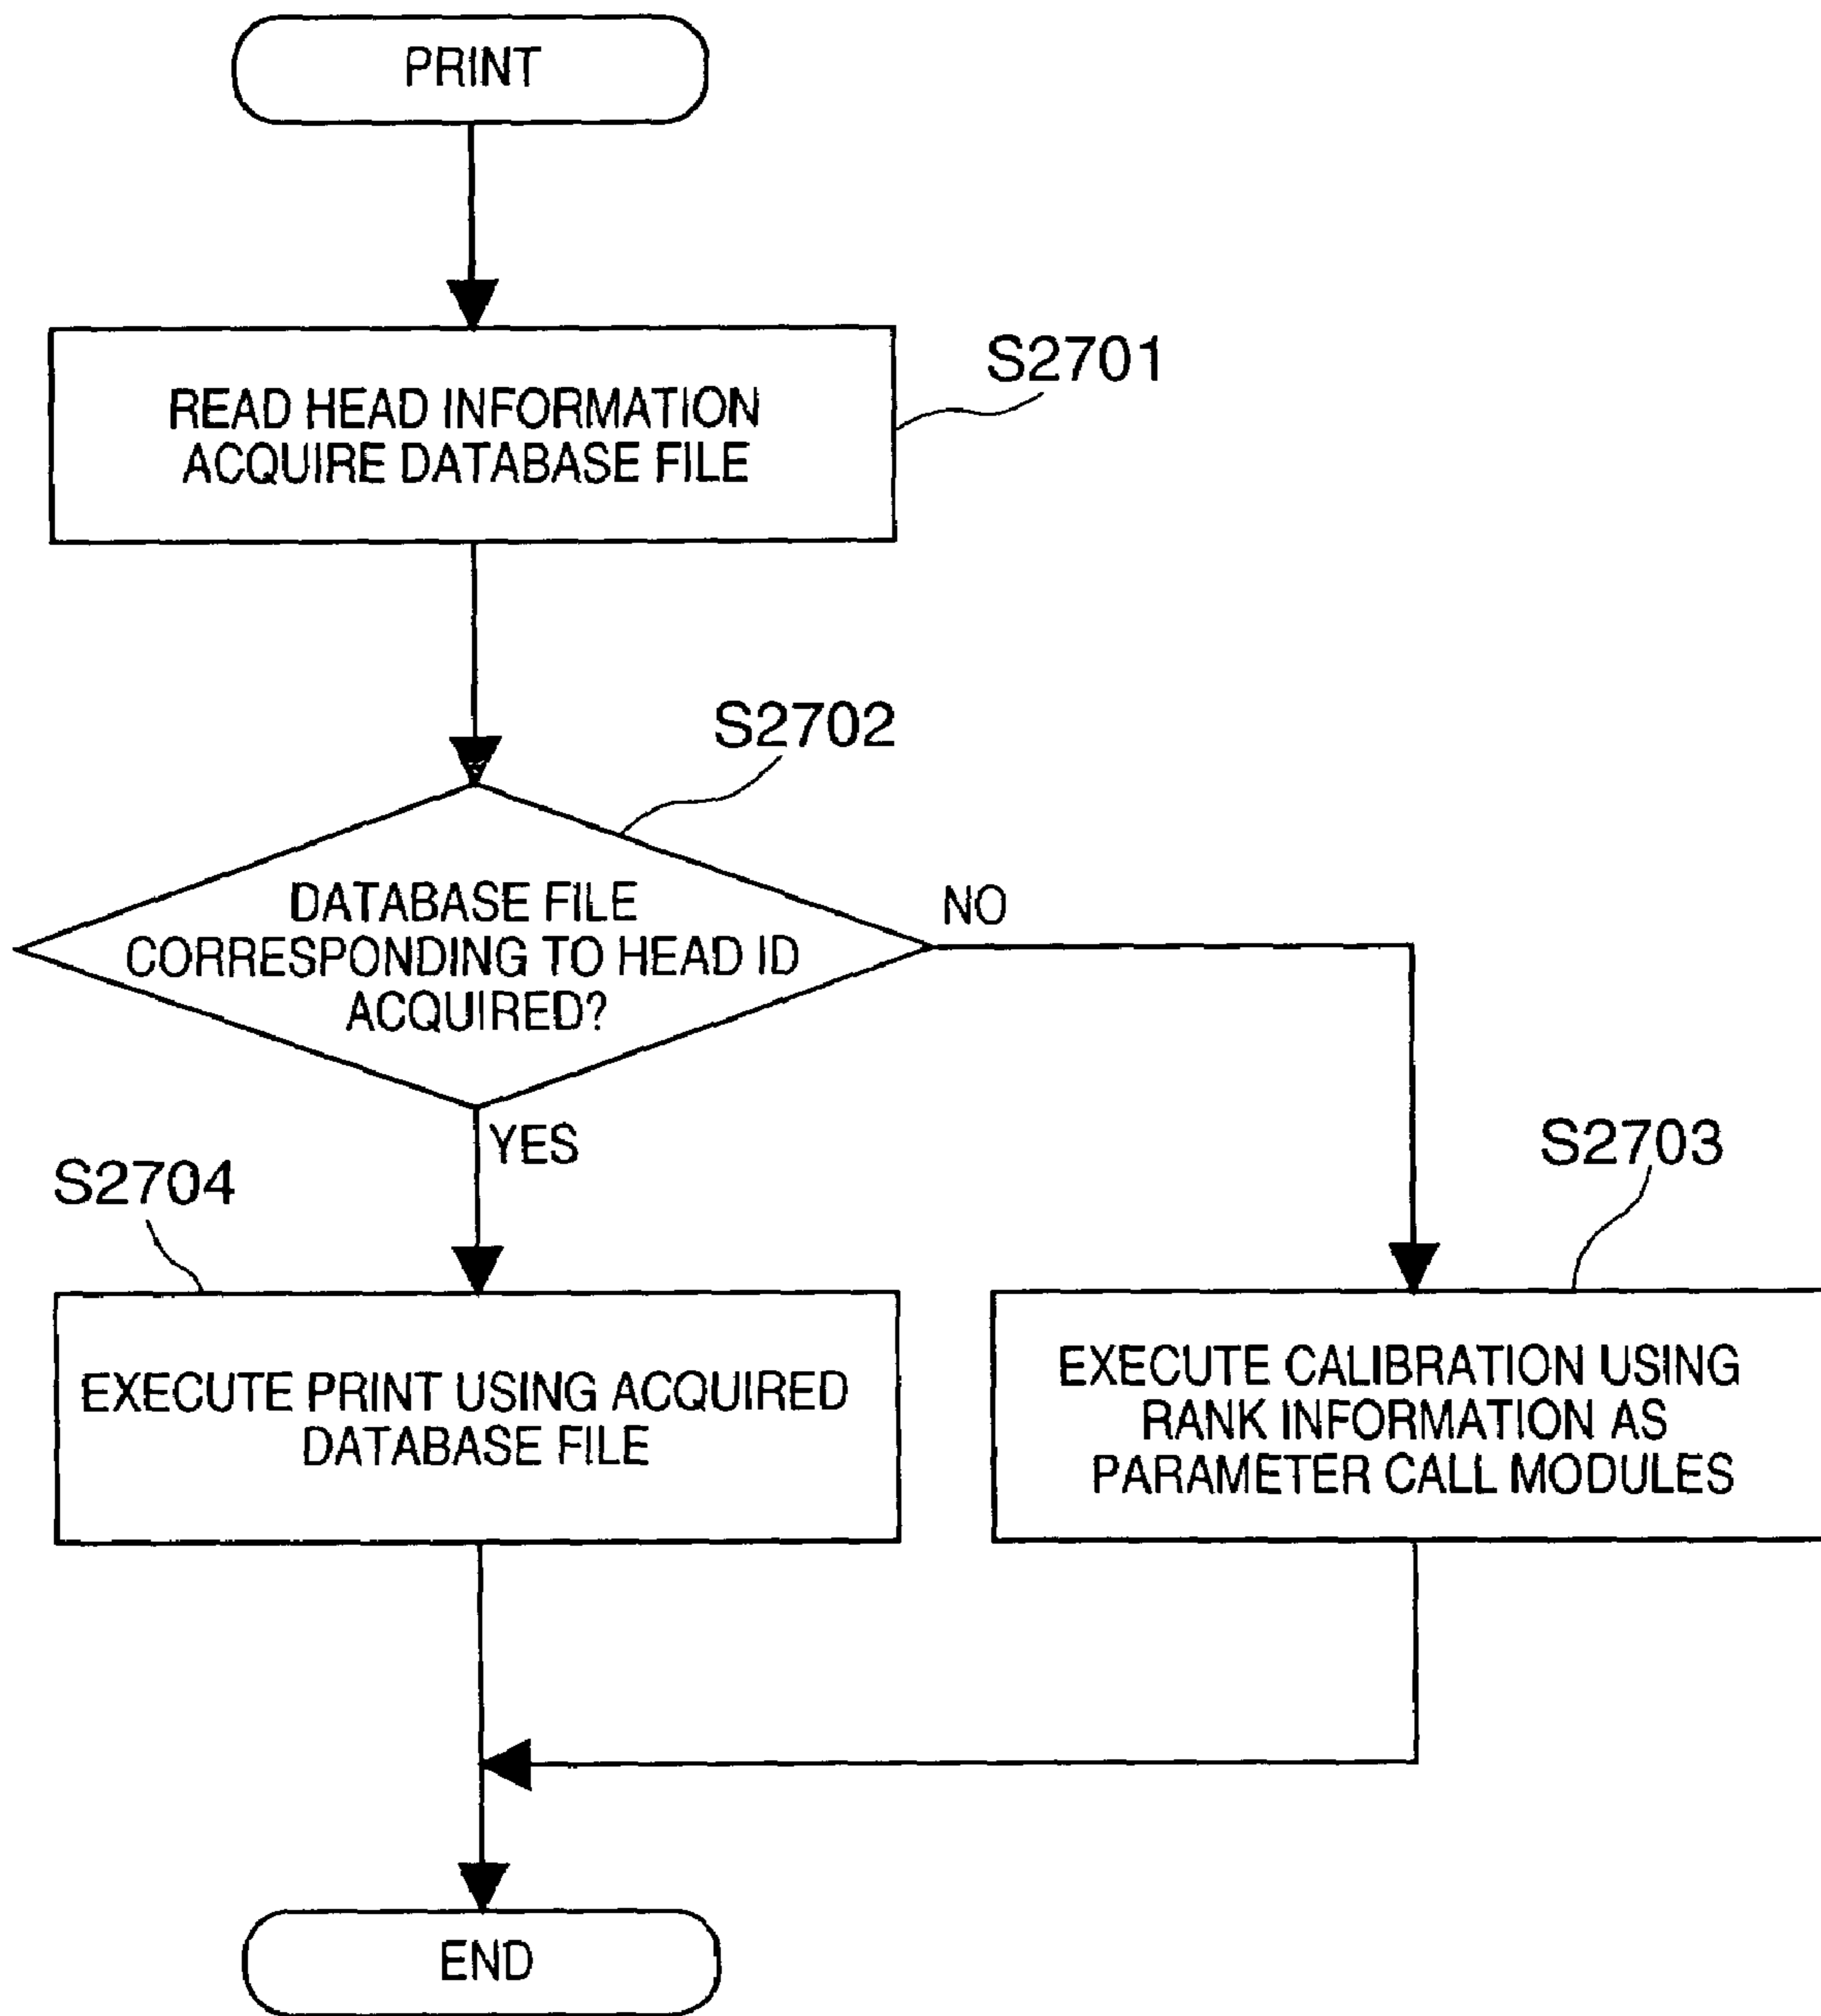 PRINT
S2701
READ HEAD INFORMATION
ACQUIRE DATABASE FILE
S2702
DATABASE FILE
CORRESPONDING TO HEAD ID
ACQUIRED?
NO
YES
S2704
S2703
EXECUTE PRINT USING ACQUIRED
DATABASE FILE
EXECUTE CALIBRATION USING
RANK INFORMATION AS
PARAMETER CALL MODULES
END